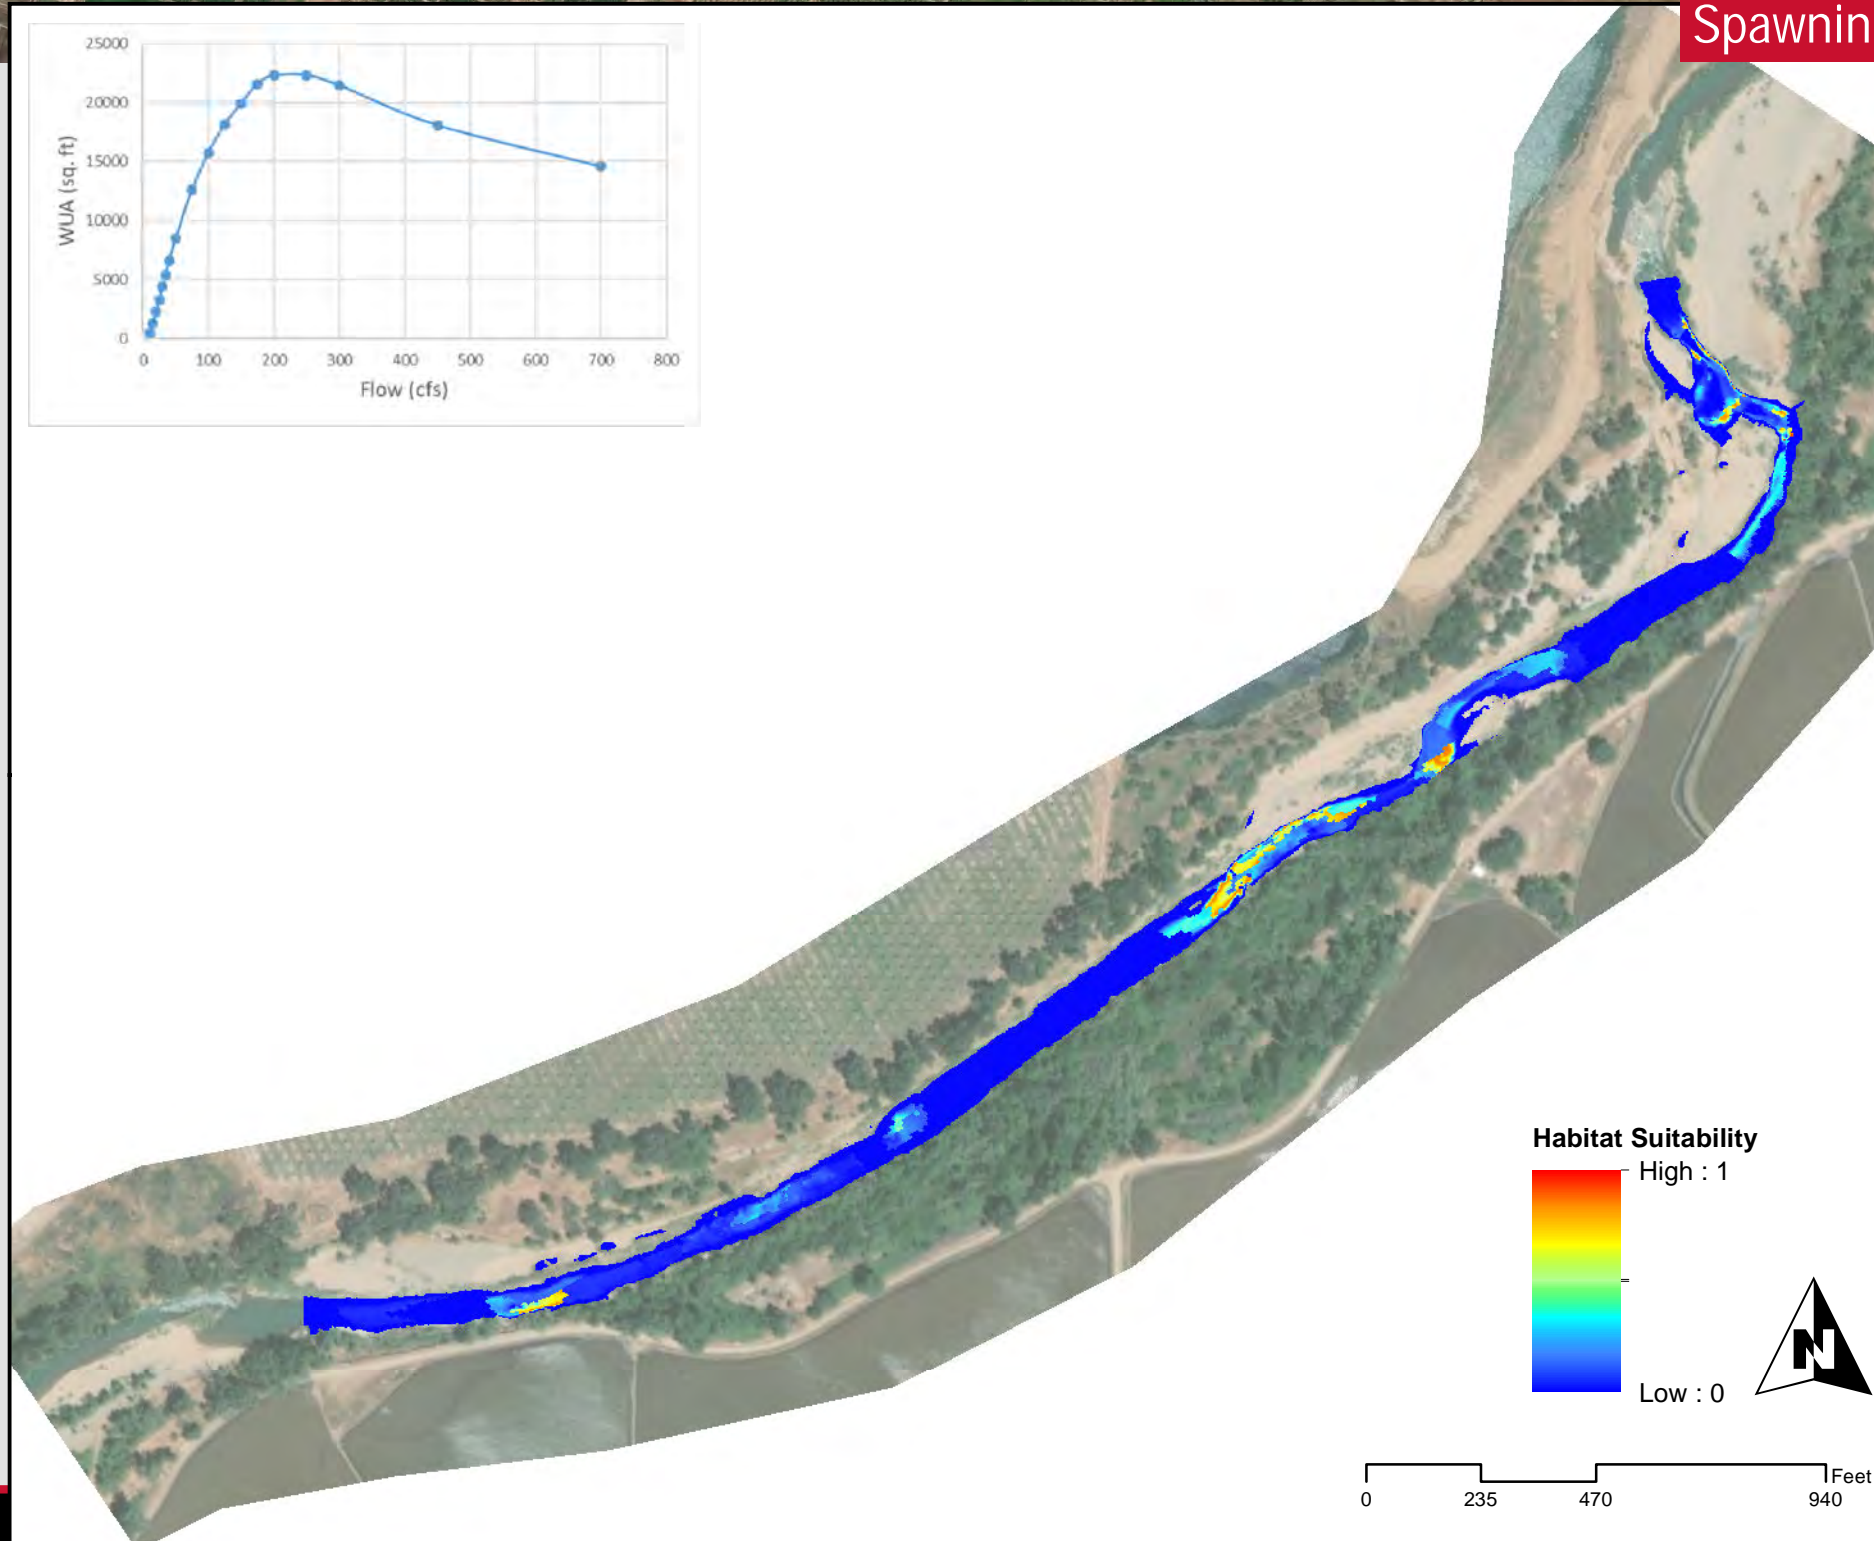 Spawnin
25000
20000
15000
10000
5000
0
WUA (sq. ft)
0 100 200 300 400 500 600 700 800
Flow (cfs)
Habitat Suitability
High : 1
Low : 0
N
Feet
0 235 470 940